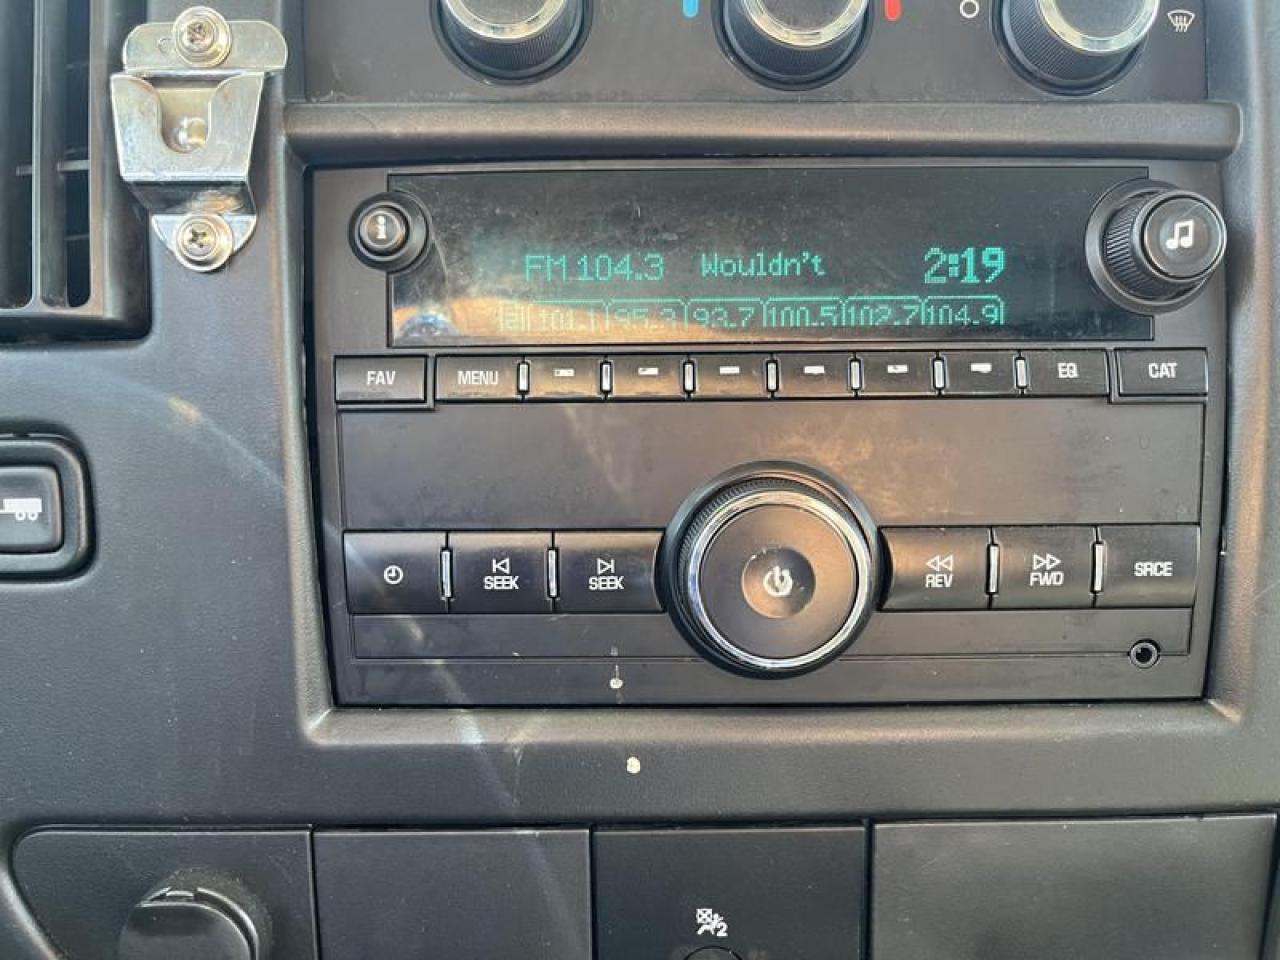 FM 104.3 Wouldn't 2:19
101.1 95.3 93.7 100.5 102.7 104.9
FAV MENU EQ CAT
SEEK SEEK REV FWD SRCE
2